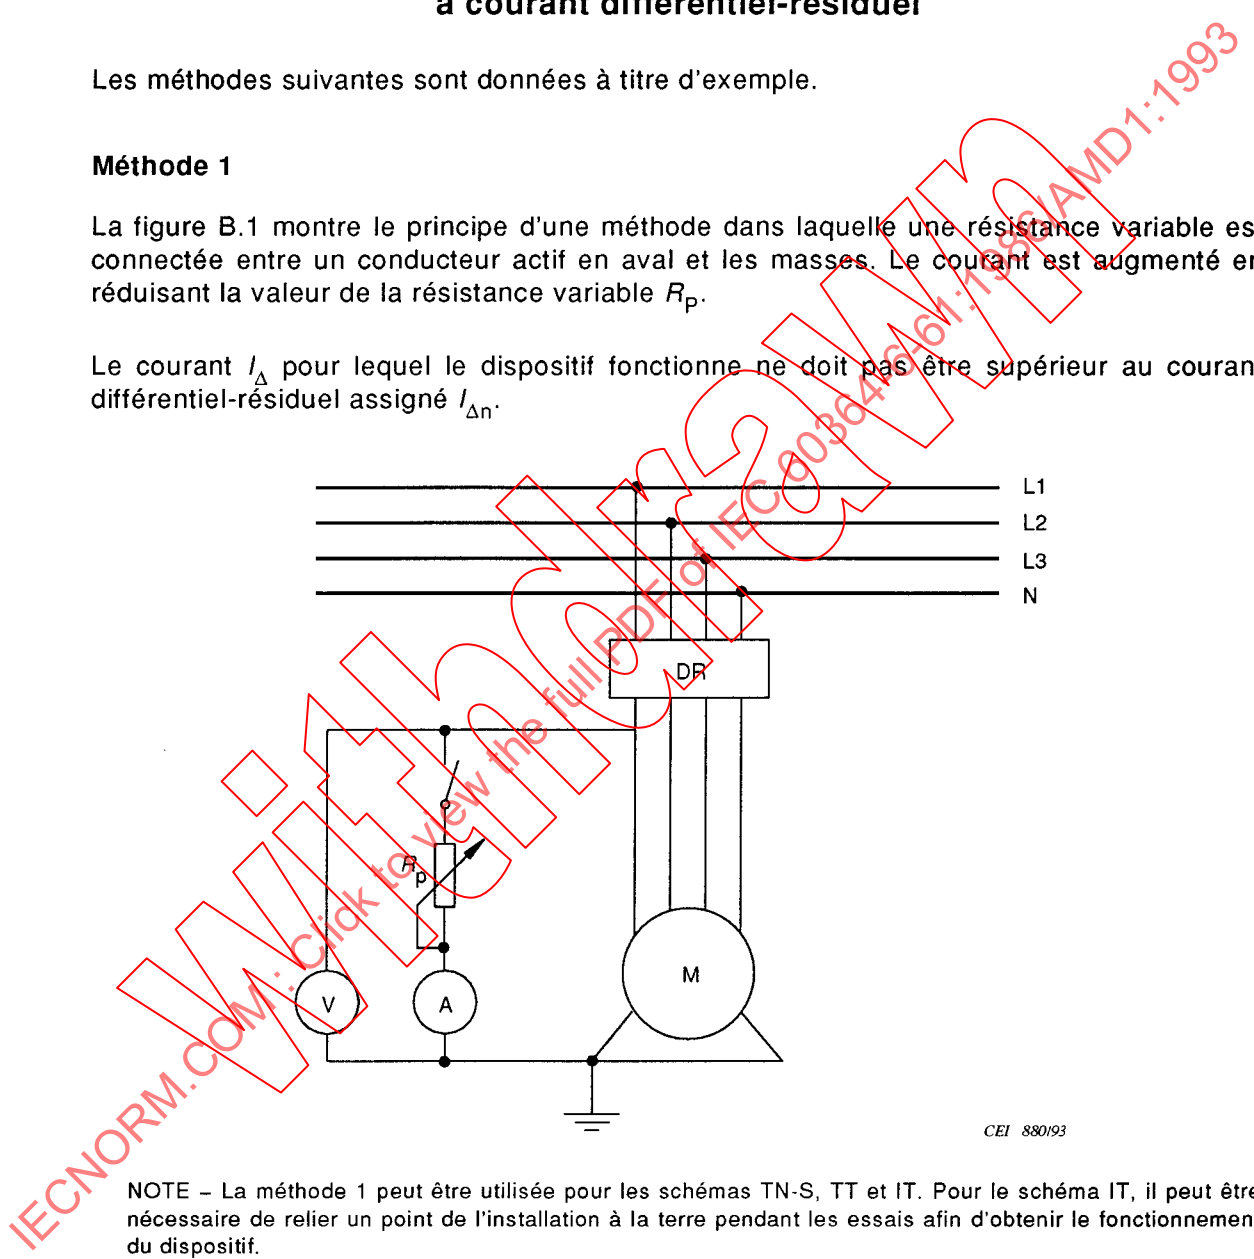 à courant différentiel-résiduel
Les méthodes suivantes sont données à titre d'exemple.
Méthode 1
La figure B.1 montre le principe d'une méthode dans laquelle une résistance variable es
connectée entre un conducteur actif en aval et les masses. Le courant est augmenté en
réduisant la valeur de la résistance variable Rp.
Le courant IΔ pour lequel le dispositif fonctionne ne doit pas être supérieur au couran
différentiel-résiduel assigné IΔn.
L1
L2
L3
N
DR
Rp
V
A
M
CEI 880/93
NOTE – La méthode 1 peut être utilisée pour les schémas TN-S, TT et IT. Pour le schéma IT, il peut être
nécessaire de relier un point de l'installation à la terre pendant les essais afin d'obtenir le fonctionnemen
du dispositif.
Withdrawn
IECNORM.COM : Click to view the full PDF of IEC 60364-6-61:1986/AMD1:1993